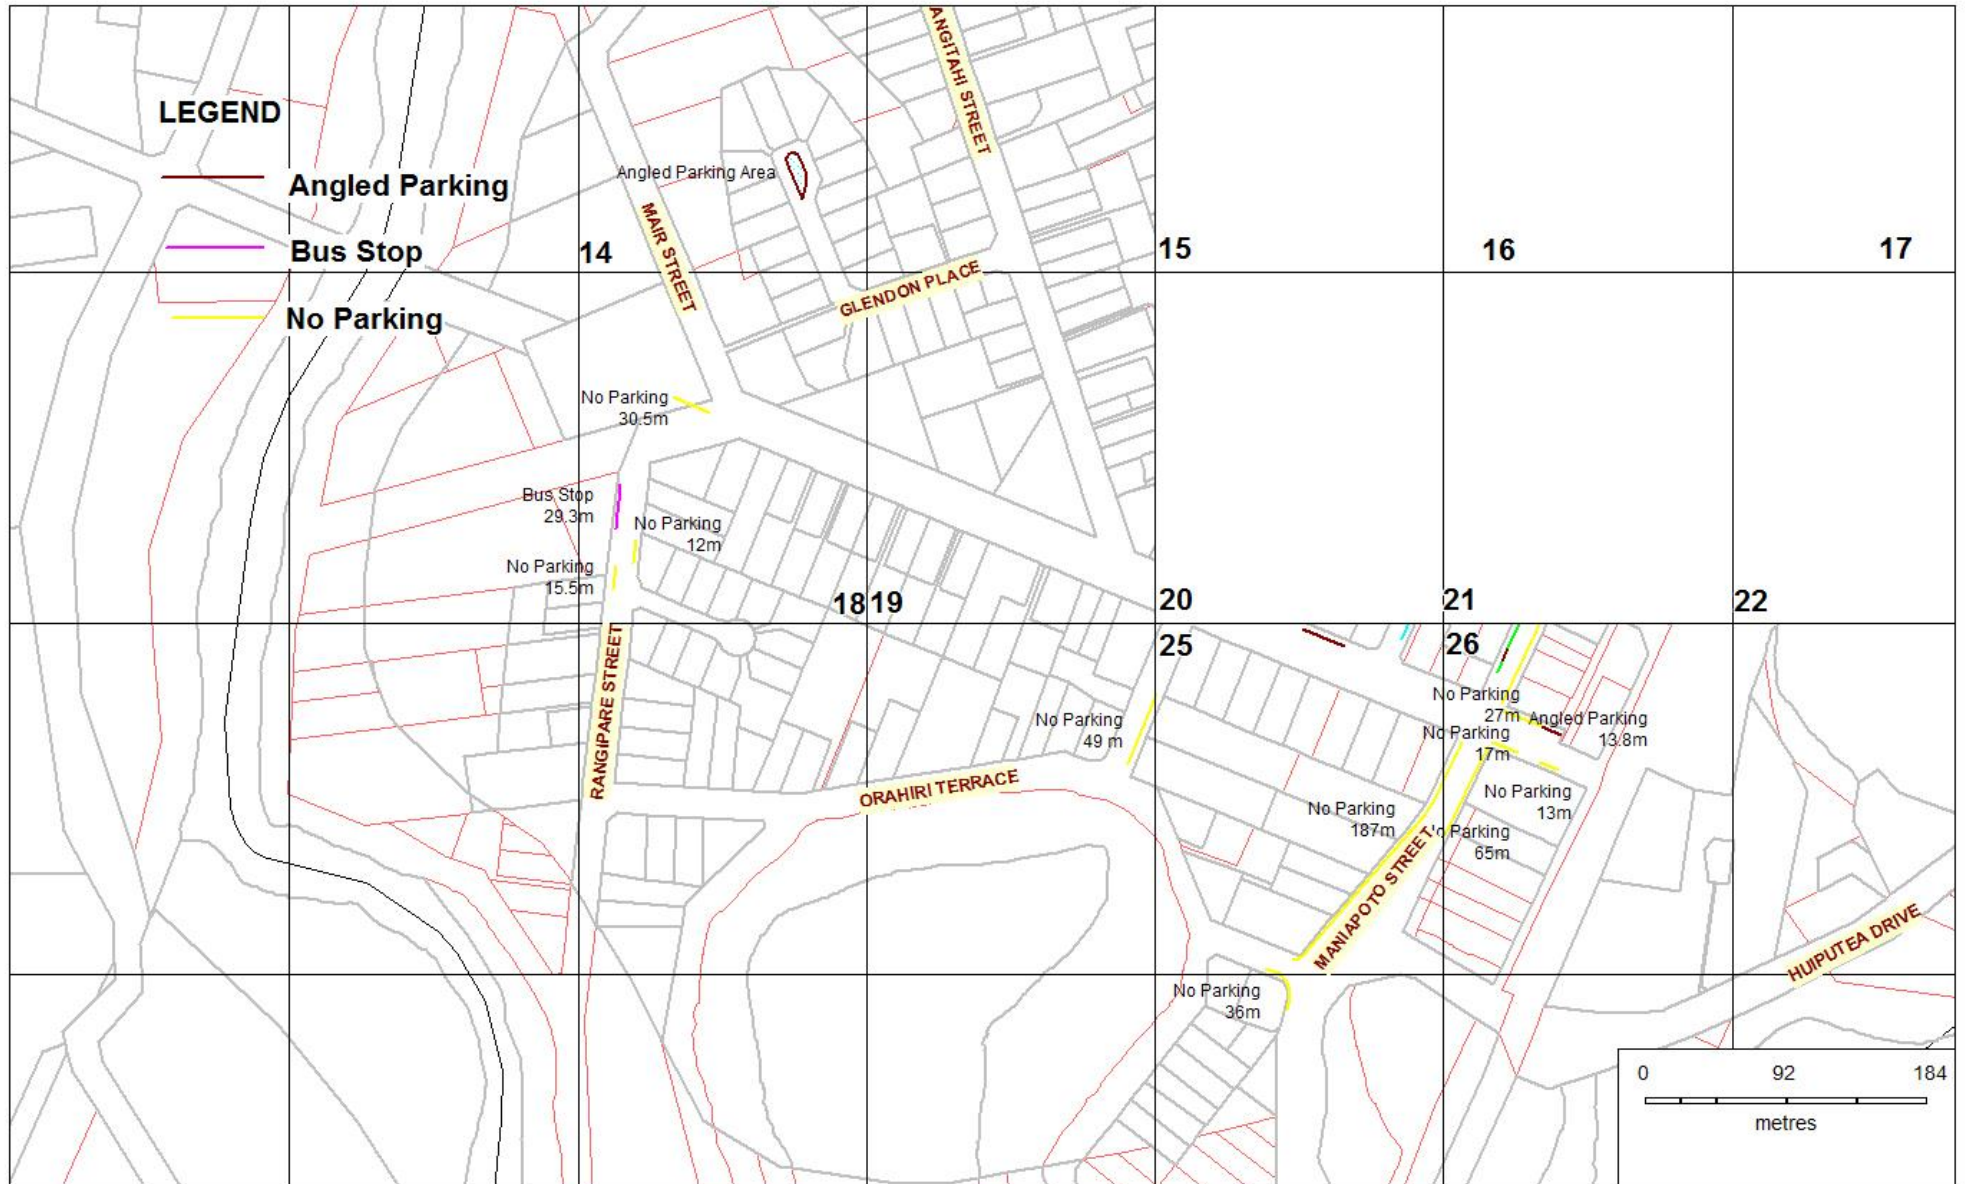 ANGITAHI STREET
LEGEND
Angled Parking
Bus Stop
No Parking
Angled Parking Area
MAIR STREET
GLENDON PLACE
14
15
16
17
No Parking
30.5m
Bus Stop
29.3m
No Parking
12m
No Parking
15.5m
18
19
20
21
22
25
26
RANGIPARE STREET
No Parking
49 m
ORAHIRI TERRACE
No Parking
27m
Angled Parking
13.8m
No Parking
17m
No Parking
13m
No Parking
187m
o Parking
65m
MANIAPOTO STREET
HUIPUTEA DRIVE
No Parking
36m
0 92 184
metres